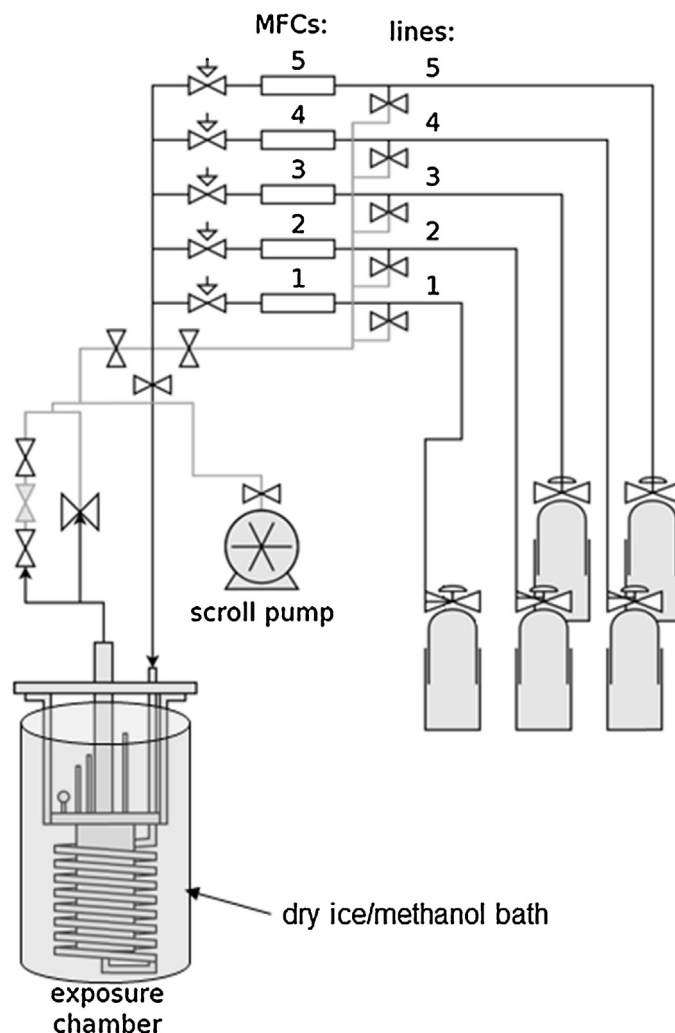 MFCs: lines:
5 5
4 4
3 3
2 2
1 1
scroll pump
dry ice/methanol bath
exposure
chamber